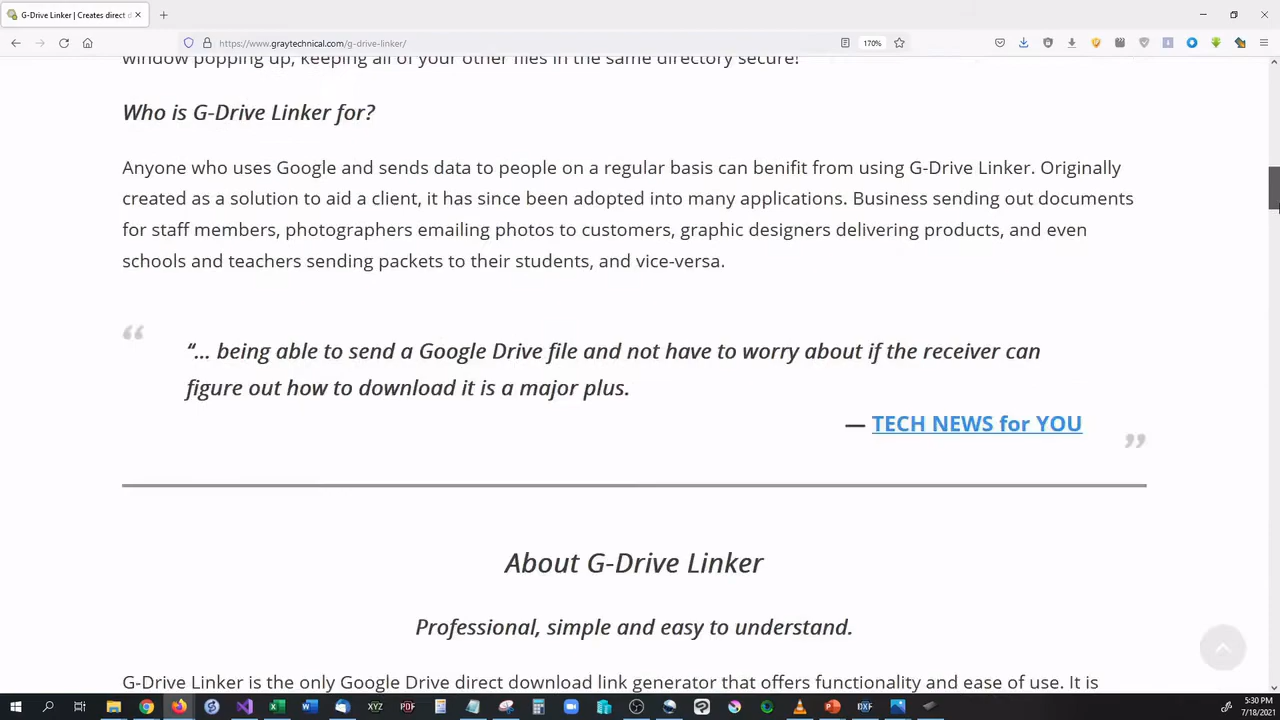 G-Drive Linker | Creates direct d
https://www.graytechnical.com/g-drive-linker/
170%
window popping up, keeping all of your other files in the same directory secure!
Who is G-Drive Linker for?
Anyone who uses Google and sends data to people on a regular basis can benifit from using G-Drive Linker. Originally
created as a solution to aid a client, it has since been adopted into many applications. Business sending out documents
for staff members, photographers emailing photos to customers, graphic designers delivering products, and even
schools and teachers sending packets to their students, and vice-versa.
“
“... being able to send a Google Drive file and not have to worry about if the receiver can
figure out how to download it is a major plus.
— TECH NEWS for YOU
”
About G-Drive Linker
Professional, simple and easy to understand.
G-Drive Linker is the only Google Drive direct download link generator that offers functionality and ease of use. It is
XYZ
PDF
DXF
5:30 PM
7/18/2021